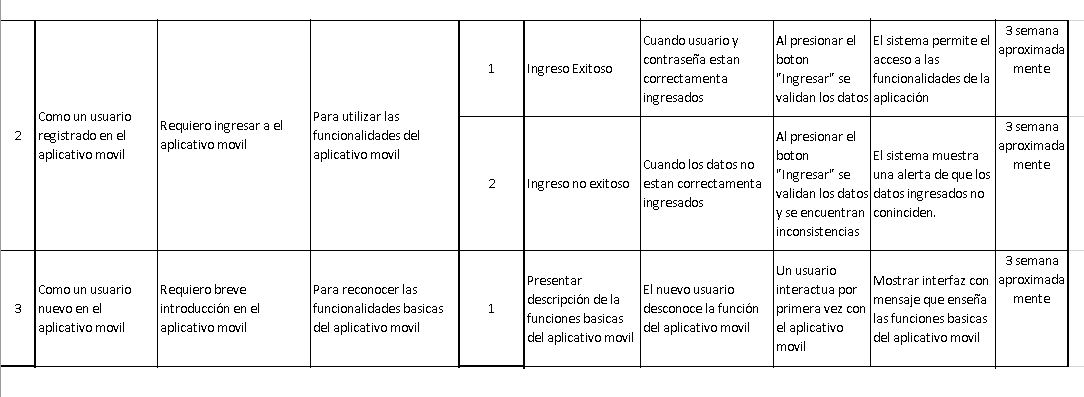 2
Como un usuario
registrado en el
aplicativo movil
Requiero ingresar a el
aplicativo movil
Para utilizar las
funcionalidades del
aplicativo movil
1
Ingreso Exitoso
Cuando usuario y
contraseña estan
correctamenta
ingresados
Al presionar el
boton
"Ingresar" se
validan los datos
El sistema permite el
acceso a las
funcionalidades de la
aplicación
3 semana
aproximada
mente
2
Ingreso no exitoso
Cuando los datos no
estan correctamenta
ingresados
Al presionar el
boton
"Ingresar" se
validan los datos
y se encuentran
inconsistencias
El sistema muestra
una alerta de que los
datos ingresados no
coninciden.
3 semana
aproximada
mente
3
Como un usuario
nuevo en el
aplicativo movil
Requiero breve
introducción en el
aplicativo movil
Para reconocer las
funcionalidades basicas
del aplicativo movil
1
Presentar
descripción de la
funciones basicas
del aplicativo movil
El nuevo usuario
desconoce la función
del aplicativo movil
Un usuario
interactua por
primera vez con
el aplicativo
movil
Mostrar interfaz con
mensaje que enseña
las funciones basicas
del aplicativo movil
3 semana
aproximada
mente